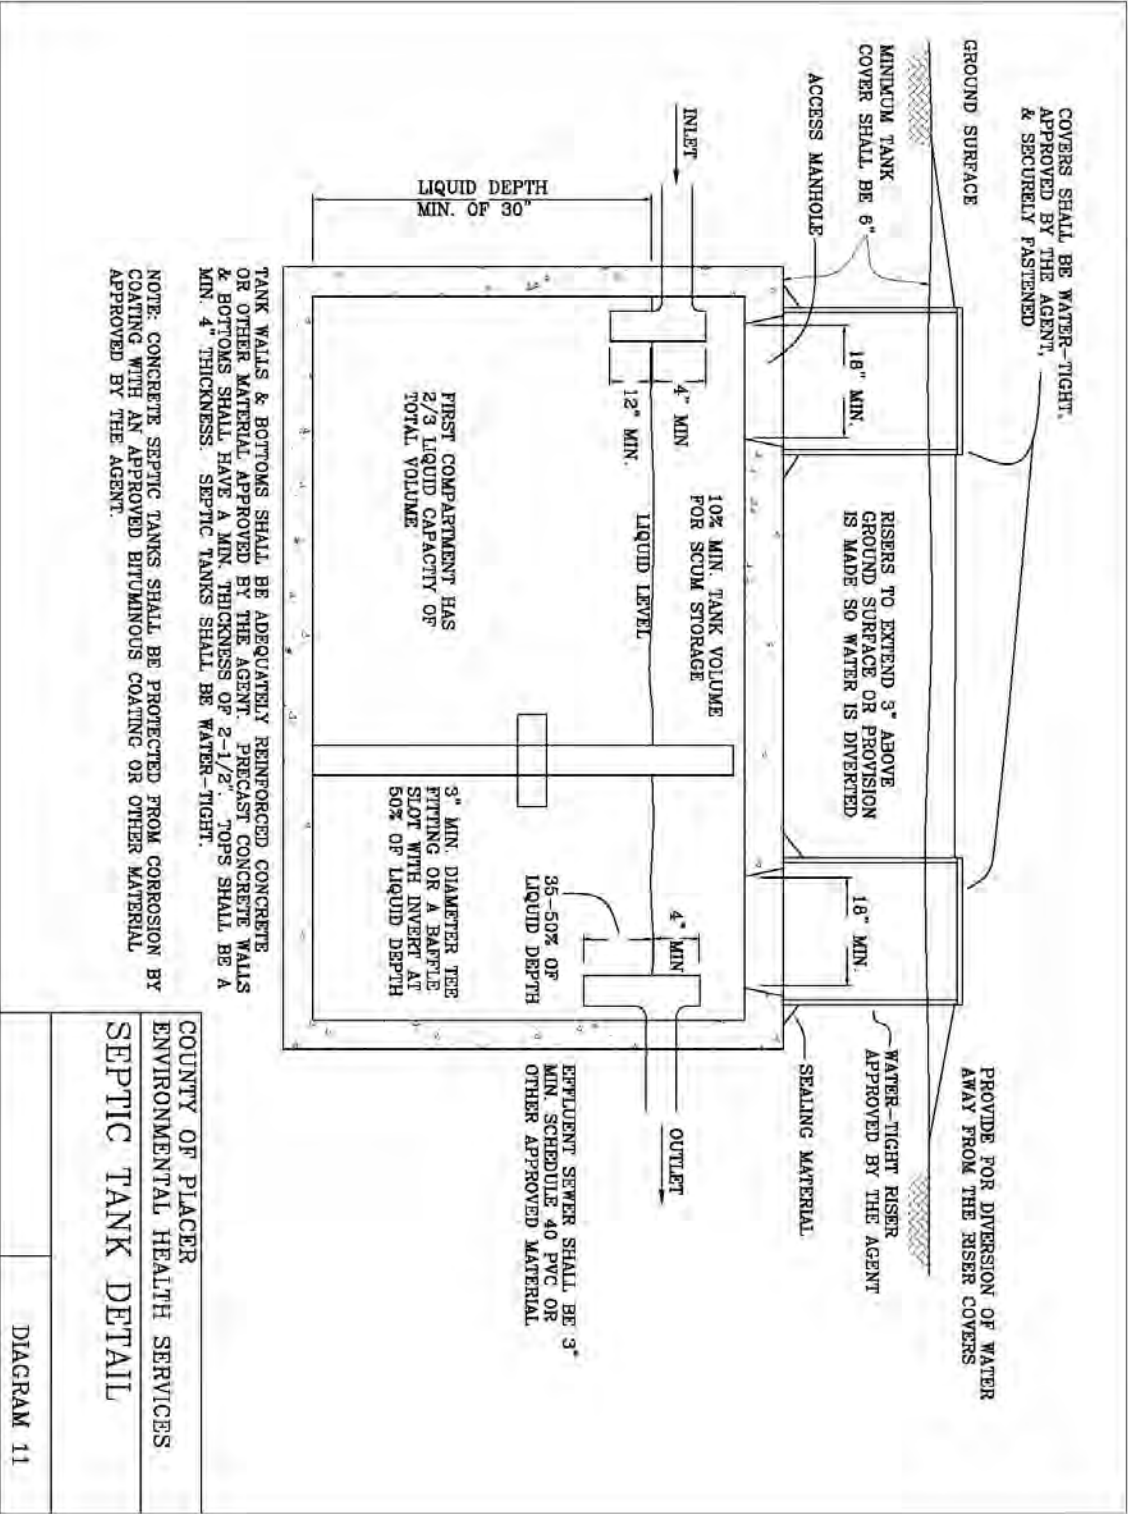 COVERS SHALL BE WATER-TIGHT,
APPROVED BY THE AGENT,
& SECURELY FASTENED
GROUND SURFACE
MINIMUM TANK
COVER SHALL BE 6"
ACCESS MANHOLE
INLET
LIQUID DEPTH
MIN. OF 30"
18" MIN.
4" MIN
12" MIN.
RISERS TO EXTEND 3" ABOVE
GROUND SURFACE OR PROVISION
IS MADE SO WATER IS DIVERTED
10% MIN. TANK VOLUME
FOR SCUM STORAGE
LIQUID LEVEL
FIRST COMPARTMENT HAS
2/3 LIQUID CAPACTIY OF
TOTAL VOLUME
18" MIN.
4" MIN
35-50% OF
LIQUID DEPTH
3" MIN. DIAMETER TEE
FITTING OR A BAFFLE
SLOT WITH INVERT AT
50% OF LIQUID DEPTH
PROVIDE FOR DIVERSION OF WATER
AWAY FROM THE RISER COVERS
WATER-TIGHT RISER
APPROVED BY THE AGENT
SEALING MATERIAL
OUTLET
EFFLUENT SEWER SHALL BE 3"
MIN. SCHEDULE 40 PVC OR
OTHER APPROVED MATERIAL
TANK WALLS & BOTTOMS SHALL BE ADEQUATELY REINFORCED CONCRETE
OR OTHER MATERIAL APPROVED BY THE AGENT. PRECAST CONCRETE WALLS
& BOTTOMS SHALL HAVE A MIN. THICKNESS OF 2-1/2". TOPS SHALL BE A
MIN. 4" THICKNESS. SEPTIC TANKS SHALL BE WATER-TIGHT.
NOTE: CONCRETE SEPTIC TANKS SHALL BE PROTECTED FROM CORROSION BY
COATING WITH AN APPROVED BITUMINOUS COATING OR OTHER MATERIAL
APPROVED BY THE AGENT.
COUNTY OF PLACER
ENVIRONMENTAL HEALTH SERVICES
SEPTIC TANK DETAIL
DIAGRAM 11